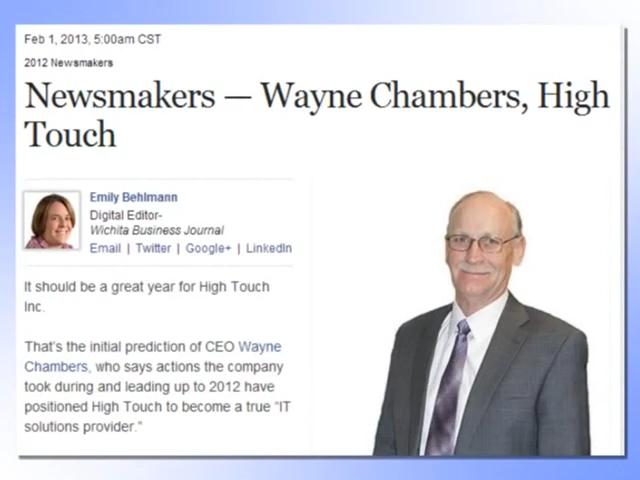 Feb 1, 2013, 5:00am CST
2012 Newsmakers
Newsmakers — Wayne Chambers, High
Touch
Emily Behlmann
Digital Editor-
Wichita Business Journal
Email | Twitter | Google+ | LinkedIn
It should be a great year for High Touch
Inc.
That's the initial prediction of CEO Wayne
Chambers, who says actions the company
took during and leading up to 2012 have
positioned High Touch to become a true "IT
solutions provider."